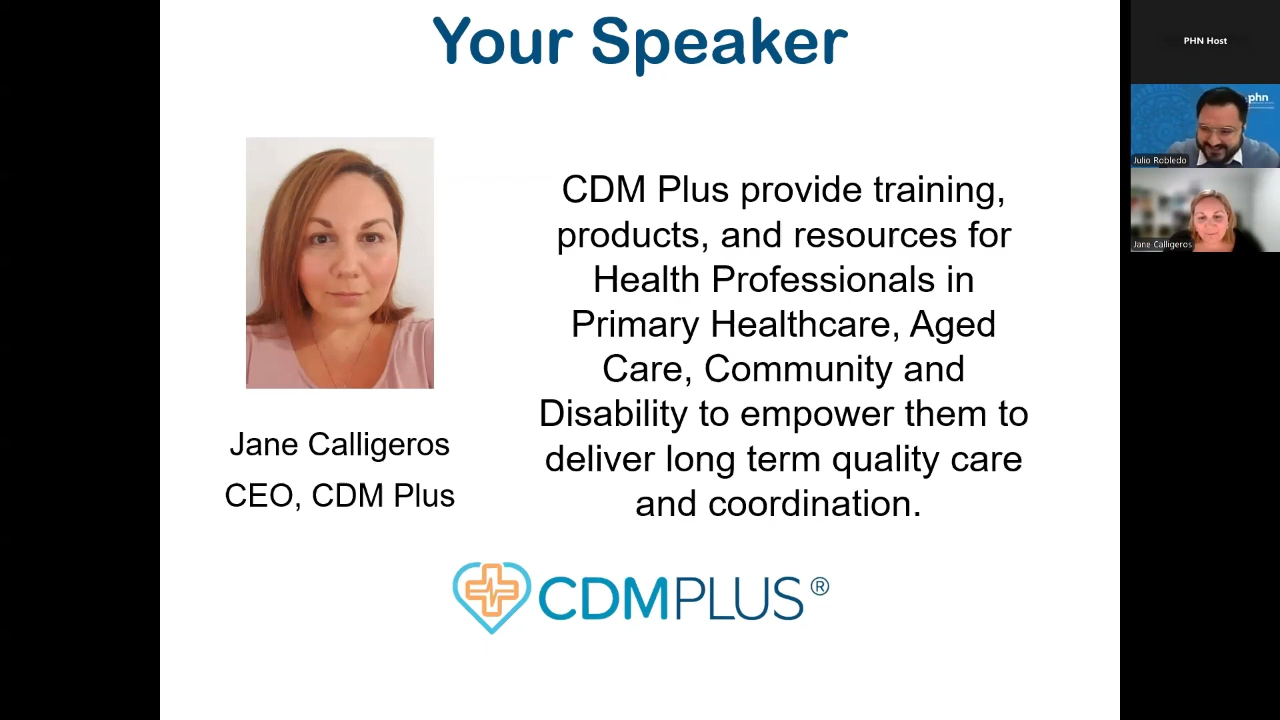 Your Speaker
CDM Plus provide training,
products, and resources for
Health Professionals in
Primary Healthcare, Aged
Care, Community and
Disability to empower them to
deliver long term quality care
and coordination.
Jane Calligeros
CEO, CDM Plus
CDMPLUS®
PHN Host
phn
Julio Robledo
Jane Calligeros